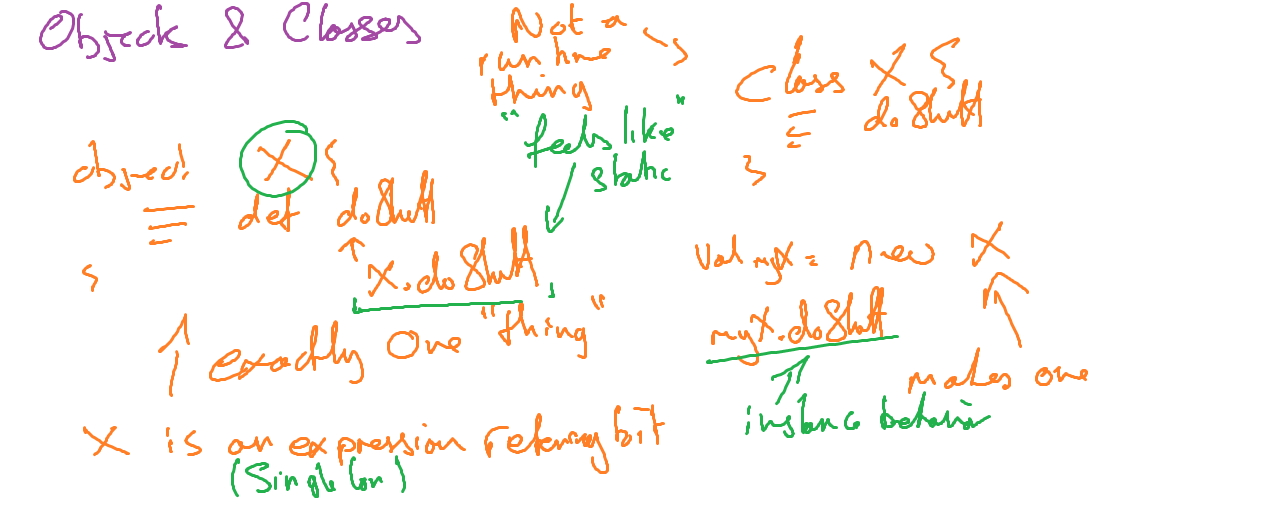 Objects & Classes
Not a
runtime
thing
"feels like"
static
object X {
def doStuff
}
X.doStuff
exactly one "thing"
X is an expression refering to it
(Singleton)
Class X {
doStuff
}
Val myX = new X
myX.doStuff
makes one
instance behavior